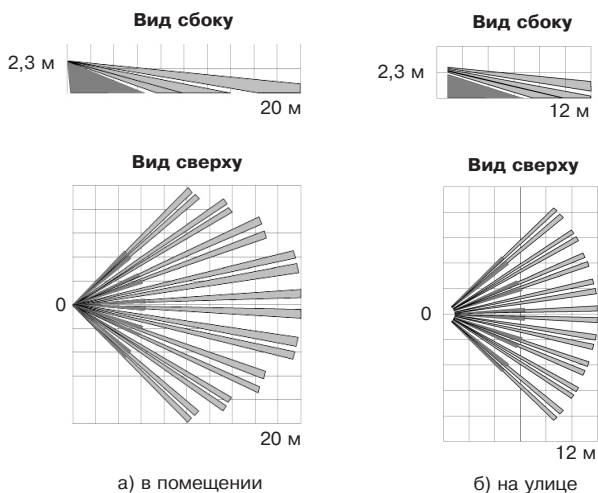 Вид сбоку
2,3 м
20 м
Вид сверху
0
20 м
а) в помещении
Вид сбоку
2,3 м
12 м
Вид сверху
0
12 м
б) на улице